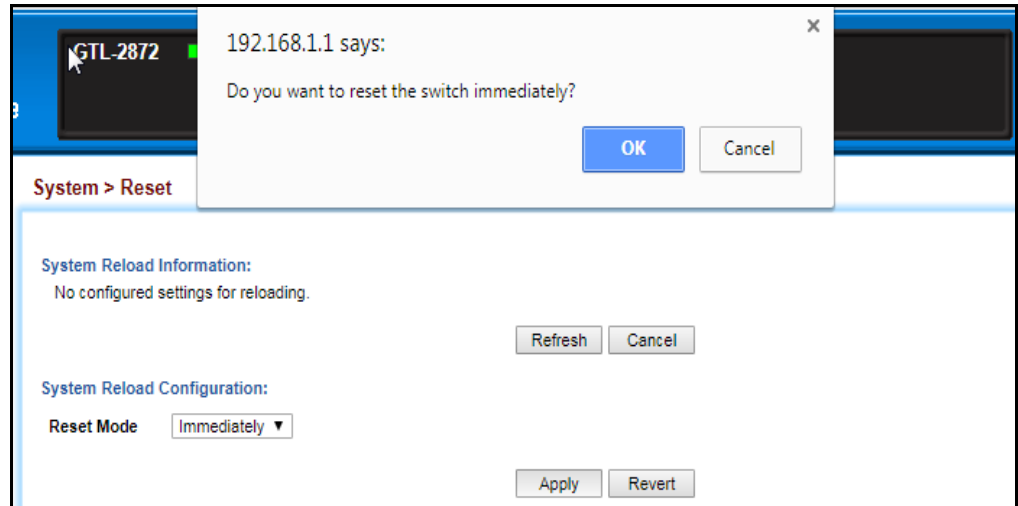 GTL-2872
192.168.1.1 says:
Do you want to reset the switch immediately?
OK Cancel
System > Reset
System Reload Information:
No configured settings for reloading.
Refresh Cancel
System Reload Configuration:
Reset Mode Immediately
Apply Revert